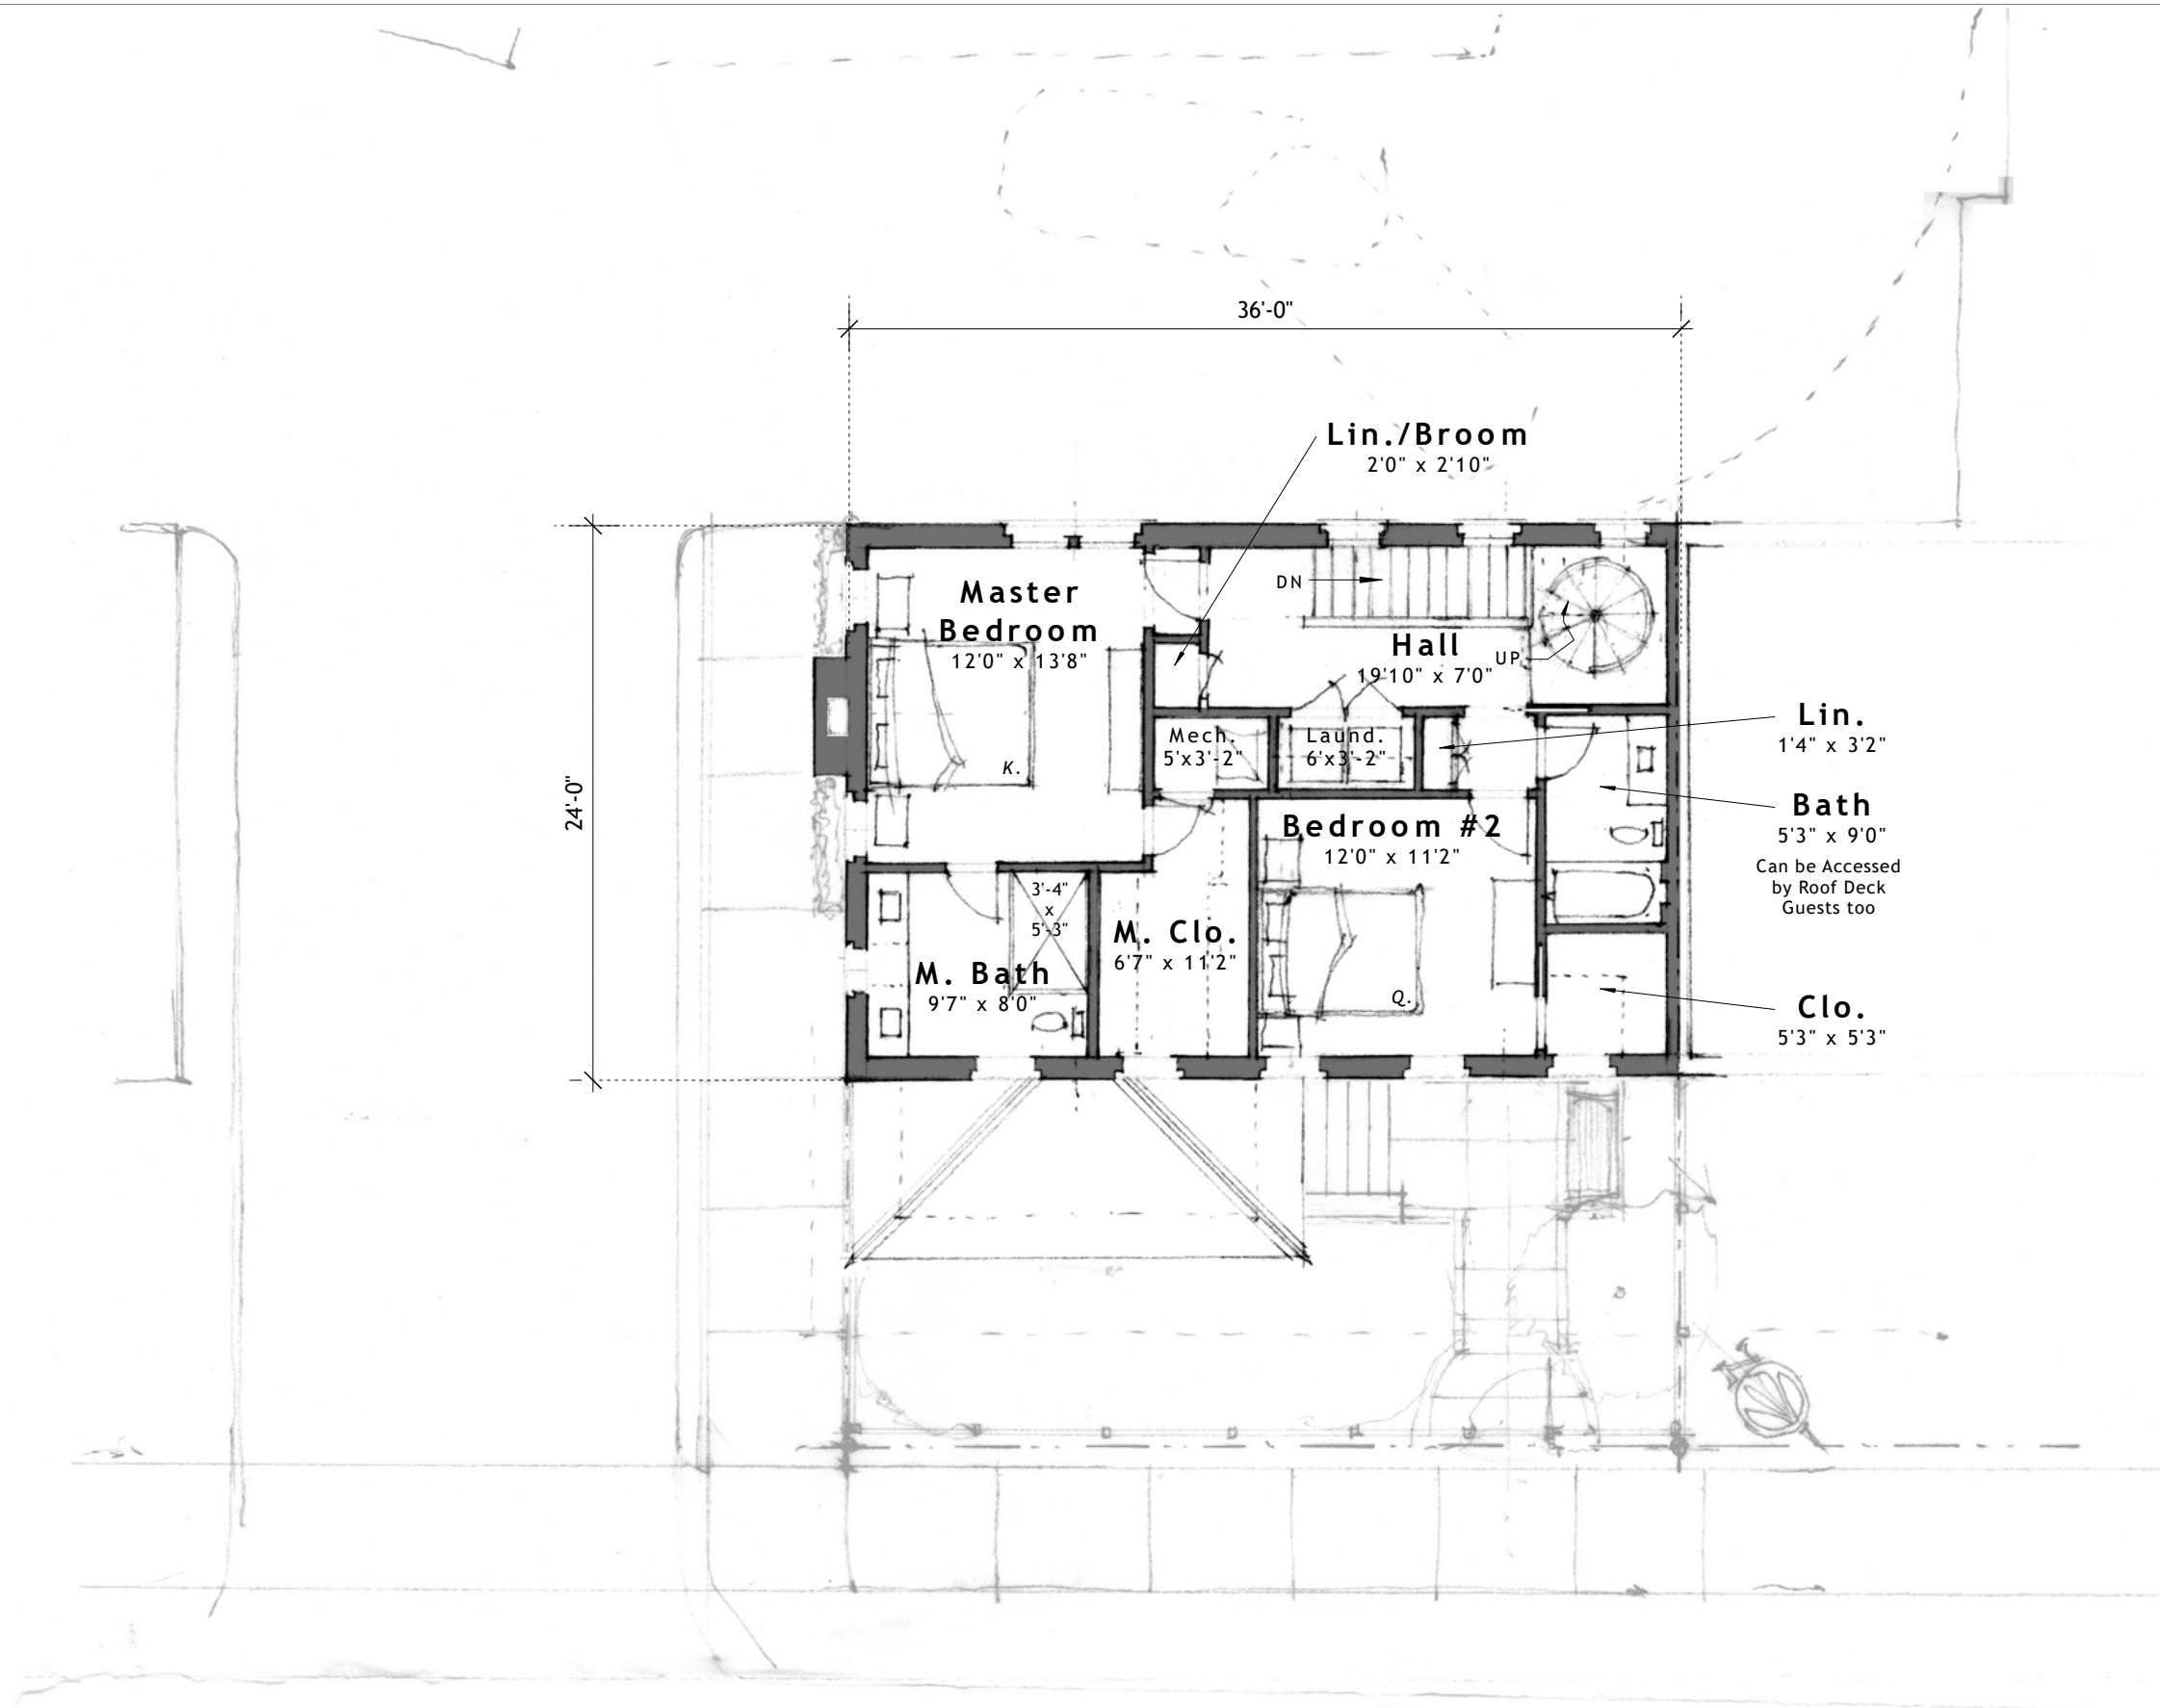 36'-0"
Lin./Broom
2'0" x 2'10"
Master
Bedroom
12'0" x 13'8"
DN
Hall
19'10" x 7'0"
UP
24'-0"
K.
Mech.
5'x3'-2"
Laund.
6'x3'-2"
Lin.
1'4" x 3'2"
Bath
5'3" x 9'0"
Can be Accessed
by Roof Deck
Guests too
Bedroom #2
12'0" x 11'2"
3'-4"
x
5'-3"
M. Clo.
6'7" x 11'2"
M. Bath
9'7" x 8'0"
Q.
Clo.
5'3" x 5'3"